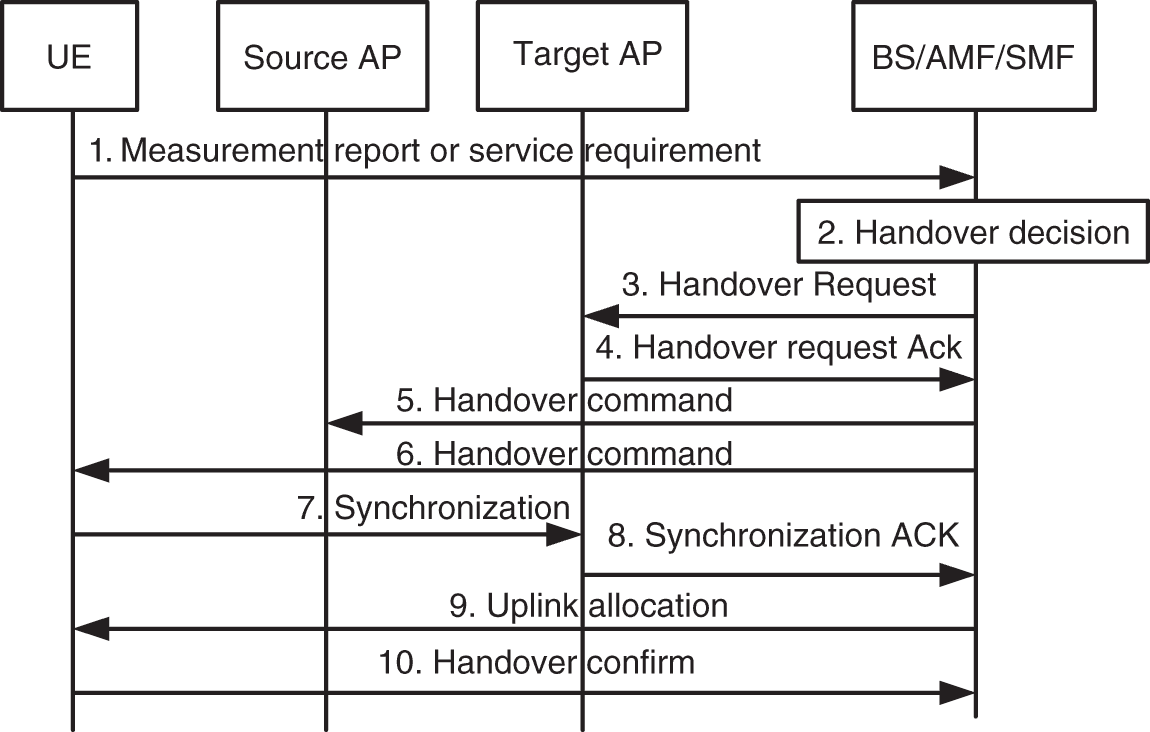 UE
Source AP
Target AP
BS/AMF/SMF
1. Measurement report or service requirement
2. Handover decision
3. Handover Request
4. Handover request Ack
5. Handover command
6. Handover command
7. Synchronization
8. Synchronization ACK
9. Uplink allocation
10. Handover confirm